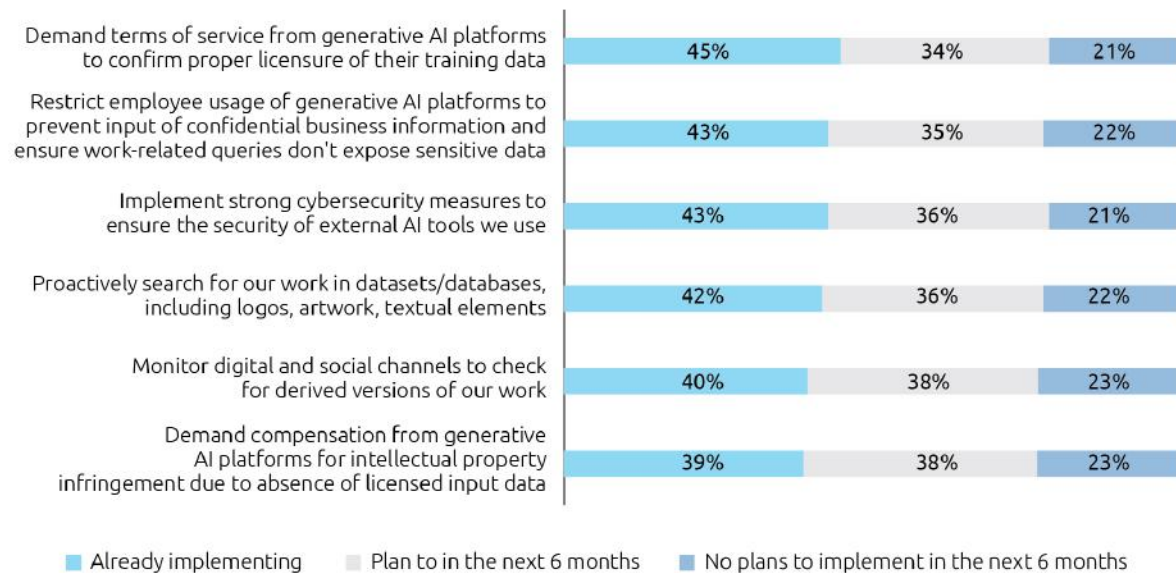 Demand terms of service from generative AI platforms
to confirm proper licensure of their training data
45% 34% 21%
Restrict employee usage of generative AI platforms to
prevent input of confidential business information and
ensure work-related queries don't expose sensitive data
43% 35% 22%
Implement strong cybersecurity measures to
ensure the security of external AI tools we use
43% 36% 21%
Proactively search for our work in datasets/databases,
including logos, artwork, textual elements
42% 36% 22%
Monitor digital and social channels to check
for derived versions of our work
40% 38% 23%
Demand compensation from generative
AI platforms for intellectual property
infringement due to absence of licensed input data
39% 38% 23%
Already implementing Plan to in the next 6 months No plans to implement in the next 6 months